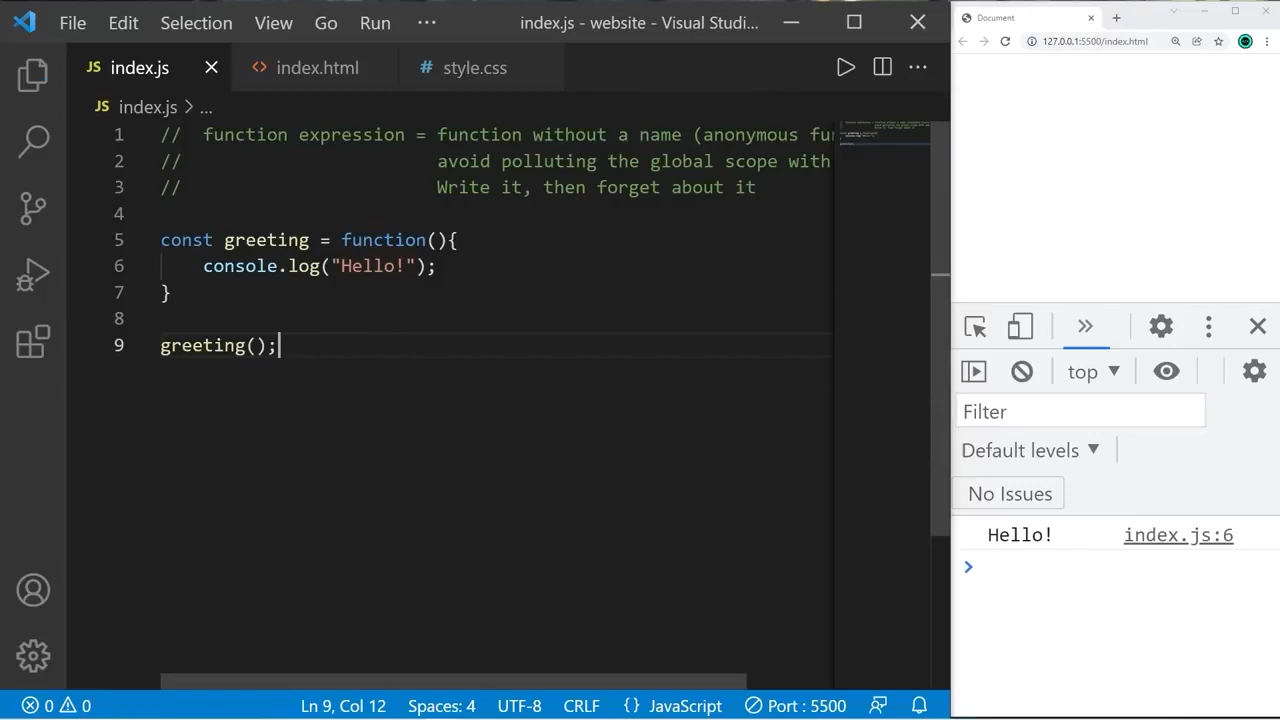 File Edit Selection View Go Run ··· index.js - website - Visual Studi...
JS index.js × <> index.html # style.css
JS index.js > ...
1 // function expression = function without a name (anonymous fu
2 // avoid polluting the global scope with
3 // Write it, then forget about it
4
5 const greeting = function(){
6 console.log("Hello!");
7 }
8
9 greeting();
0 0 Ln 9, Col 12 Spaces: 4 UTF-8 CRLF {} JavaScript Port : 5500
Document
127.0.0.1:5500/index.html
top
Filter
Default levels
No Issues
Hello! index.js:6
>